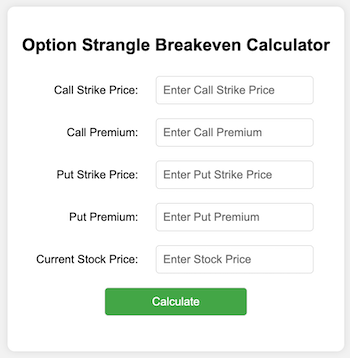 Option Strangle Breakeven Calculator
Call Strike Price: Enter Call Strike Price
Call Premium: Enter Call Premium
Put Strike Price: Enter Put Strike Price
Put Premium: Enter Put Premium
Current Stock Price: Enter Stock Price
Calculate